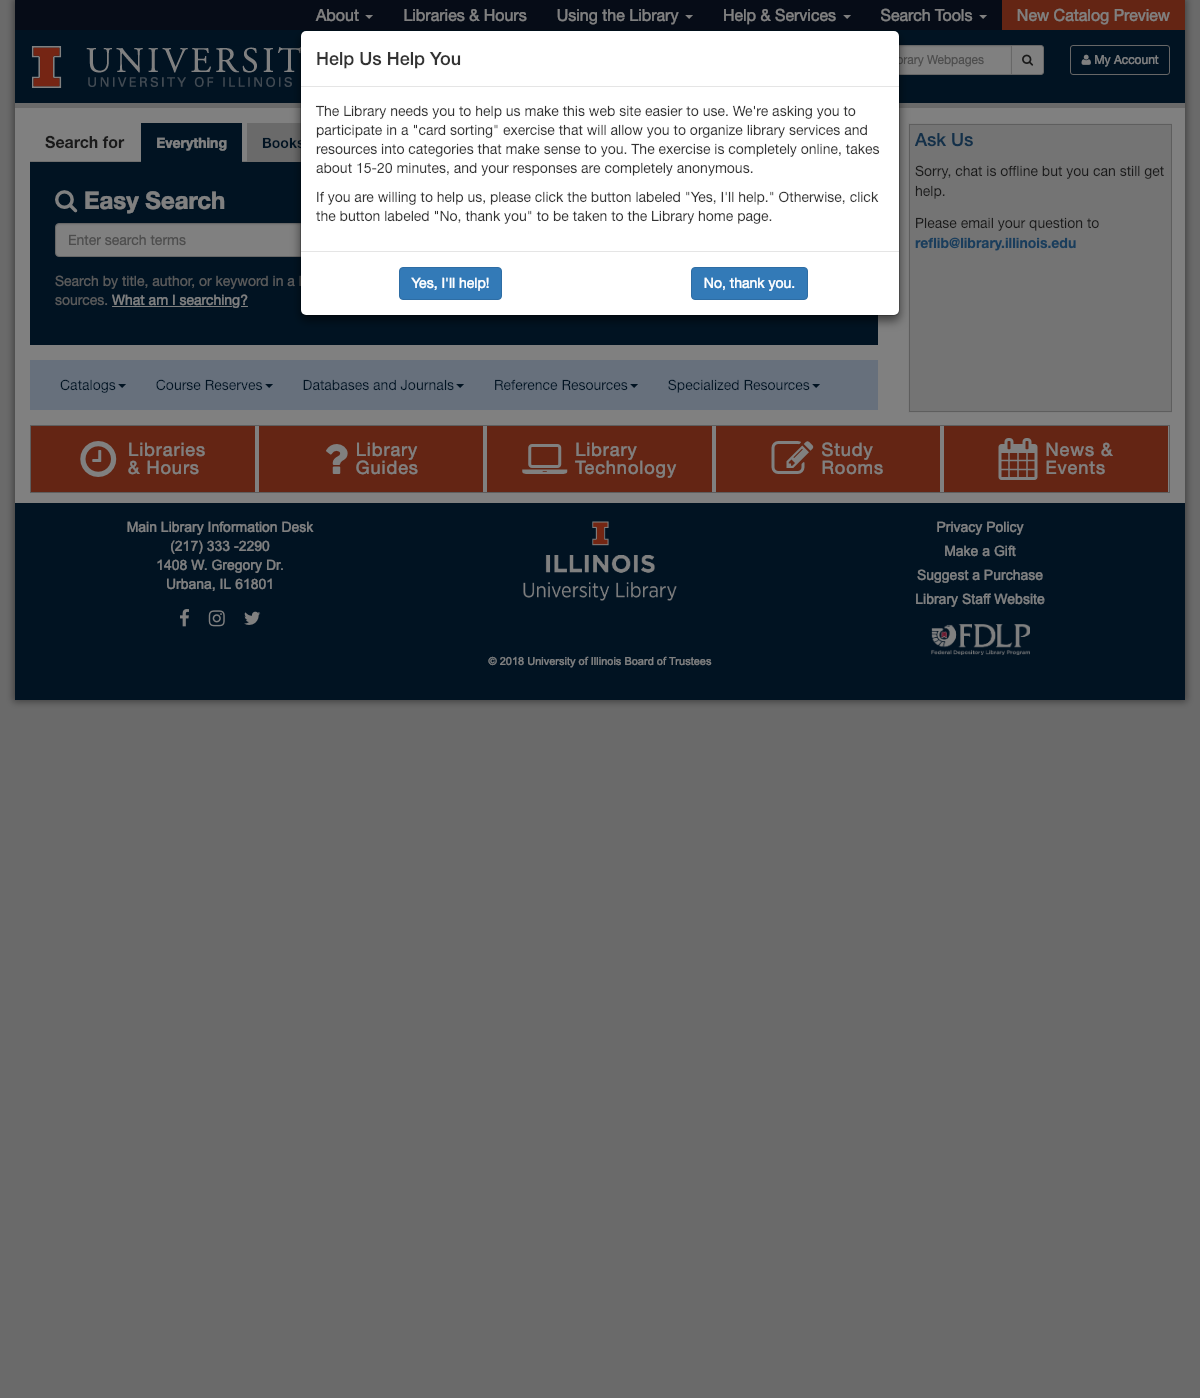 About
Libraries & Hours
Using the Library
Help & Services
Search Tools
New Catalog Preview
UNIVERSIT
UNIVERSITY OF ILLINOIS
Webpages
My Account
Help Us Help You
The Library needs you to help us make this web site easier to use. We're asking you to
participate in a "card sorting" exercise that will allow you to organize library services and
resources into categories that make sense to you. The exercise is completely online, takes
about 15-20 minutes, and your responses are completely anonymous.
If you are willing to help us, please click the button labeled "Yes, I'll help." Otherwise, click
the button labeled "No, thank you" to be taken to the Library home page.
Yes, I'll help!
No, thank you.
Search for
Everything
Books
Easy Search
Enter search terms
Search by title, author, or keyword in a
sources. What am I searching?
Ask Us
Sorry, chat is offline but you can still get
help.
Please email your question to
reflib@library.illinois.edu
Catalogs
Course Reserves
Databases and Journals
Reference Resources
Specialized Resources
Libraries
& Hours
Library
Guides
Library
Technology
Study
Rooms
News &
Events
Main Library Information Desk
(217) 333 -2290
1408 W. Gregory Dr.
Urbana, IL 61801
ILLINOIS
University Library
© 2018 University of Illinois Board of Trustees
Privacy Policy
Make a Gift
Suggest a Purchase
Library Staff Website
FDLP
Federal Depository Library Program